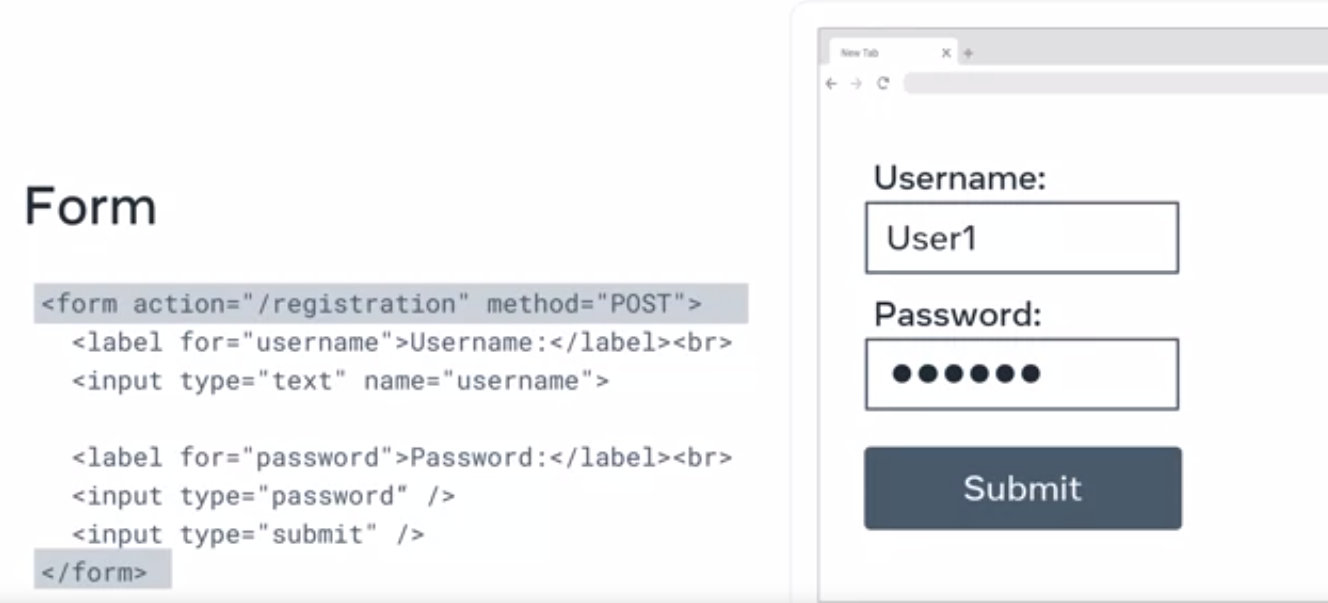 Form
<form action="/registration" method="POST">
<label for="username">Username:</label><br>
<input type="text" name="username">
<label for="password">Password:</label><br>
<input type="password" />
<input type="submit" />
</form>
New Tab
Username:
User1
Password:
Submit